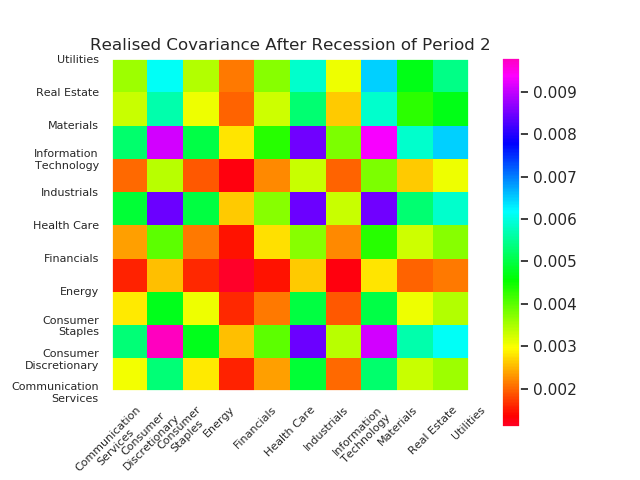 Realised Covariance After Recession of Period 2
Utilities
Real Estate
Materials
Information
Technology
Industrials
Health Care
Financials
Energy
Consumer
Staples
Consumer
Discretionary
Communication
Services
0.009
0.008
0.007
0.006
0.005
0.004
0.003
0.002
Communication
Services
Consumer
Discretionary
Consumer
Staples
Energy
Financials
Health Care
Industrials
Information
Technology
Materials
Real Estate
Utilities